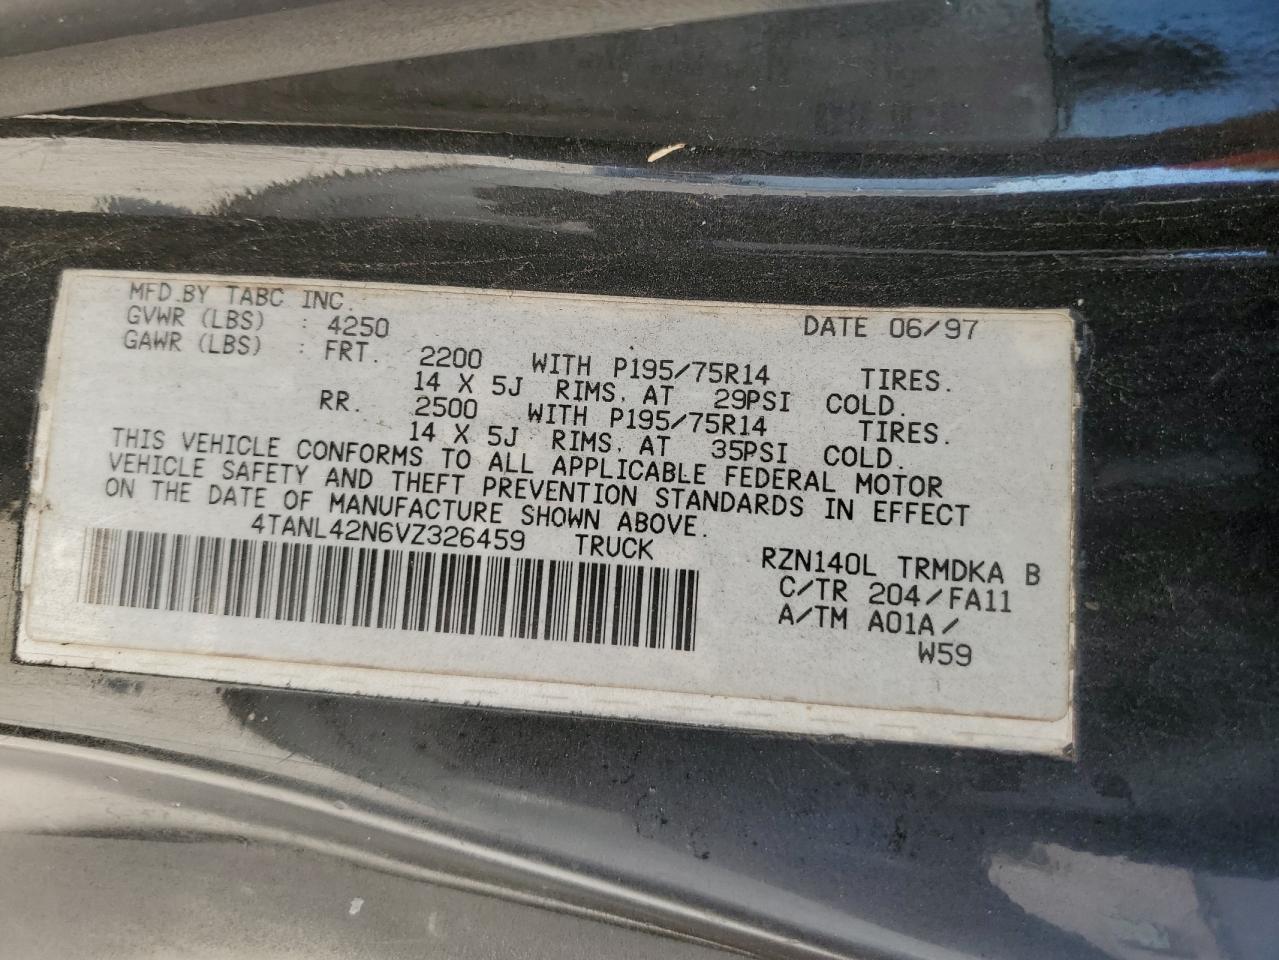 MFD.BY TABC INC. DATE 06/97
GVWR (LBS) : 4250
GAWR (LBS) : FRT. 2200 WITH P195/75R14 TIRES.
14 X 5J RIMS, AT 29PSI COLD.
RR. 2500 WITH P195/75R14 TIRES.
14 X 5J RIMS, AT 35PSI COLD.
THIS VEHICLE CONFORMS TO ALL APPLICABLE FEDERAL MOTOR
VEHICLE SAFETY AND THEFT PREVENTION STANDARDS IN EFFECT
ON THE DATE OF MANUFACTURE SHOWN ABOVE.
4TANL42N6VZ326459 TRUCK
RZN140L TRMDKA B
C/TR 204/FA11
A/TM A01A/
W59